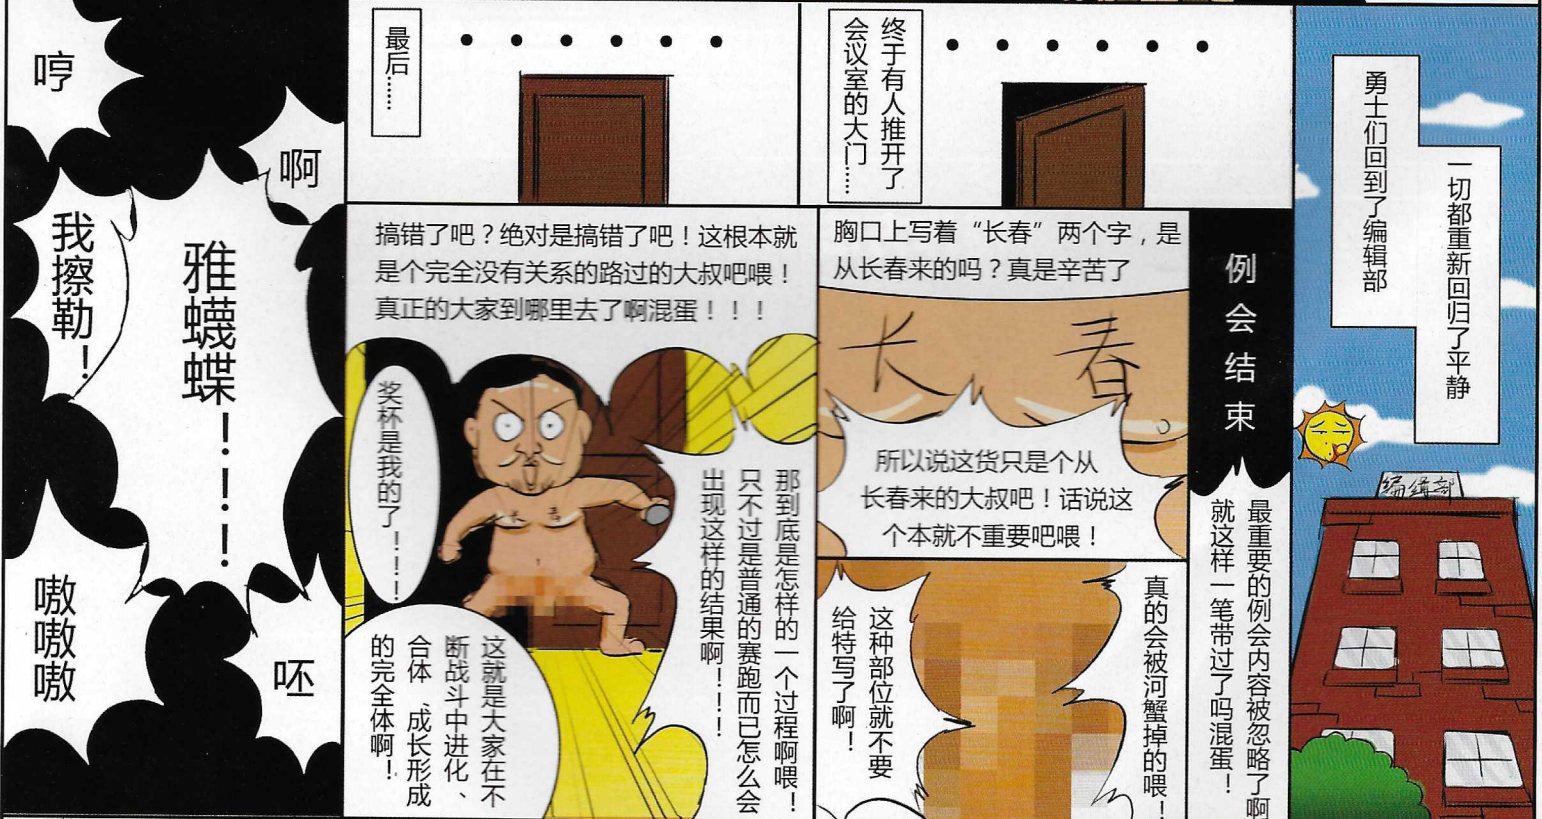 哼
啊
我擦勒！
雅蠛蝶！！！
嗷嗷嗷
呸
最后……
终于有人推开了
会议室的大门……
搞错了吧？绝对是搞错了吧！这根本就
是个完全没有关系的路过的大叔吧喂！
真正的大家到哪里去了啊混蛋！！！
奖杯是我的了！！！
长春
这就是大家在不
断战斗中进化、
合体、成长形成
的完全体啊！
那到底是怎样的一个过程啊喂！
只不过是普通的赛跑而已怎么会
出现这样的结果啊！！！
胸口上写着“长春”两个字，是
从长春来的吗？真是辛苦了
长春
所以说这货只是个从
长春来的大叔吧！话说这
个本就不重要吧喂！
这种部位就不要
给特写了啊！
真的会被河蟹掉的喂！
例会结束
最重要的例会内容被忽略了啊
就这样一笔带过了吗混蛋！
勇士们回到了编辑部
一切都重新回归了平静
编缉部